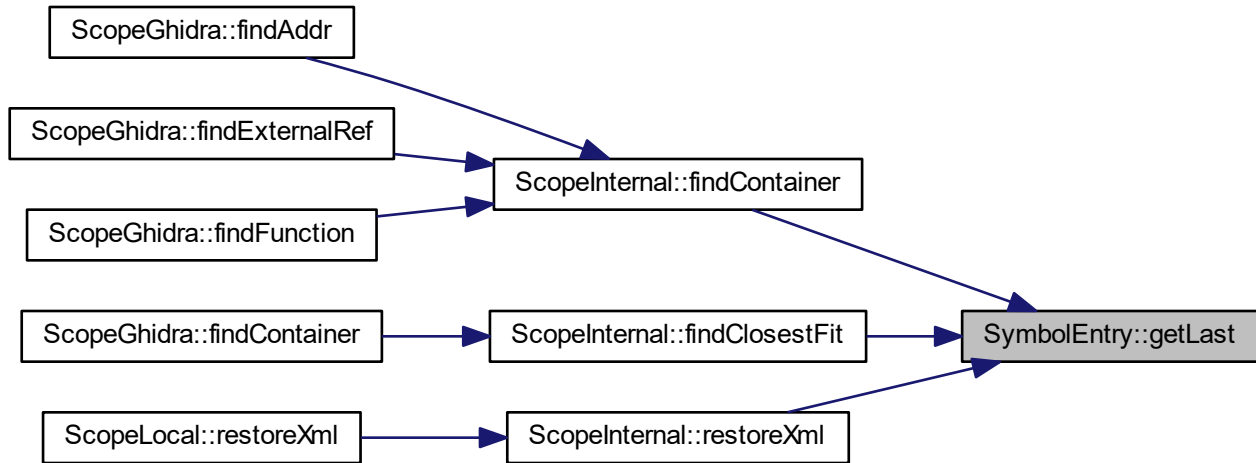 ScopeGhidra::findAddr
ScopeGhidra::findExternalRef
ScopeInternal::findContainer
ScopeGhidra::findFunction
ScopeGhidra::findContainer
ScopeInternal::findClosestFit
SymbolEntry::getLast
ScopeLocal::restoreXml
ScopeInternal::restoreXml